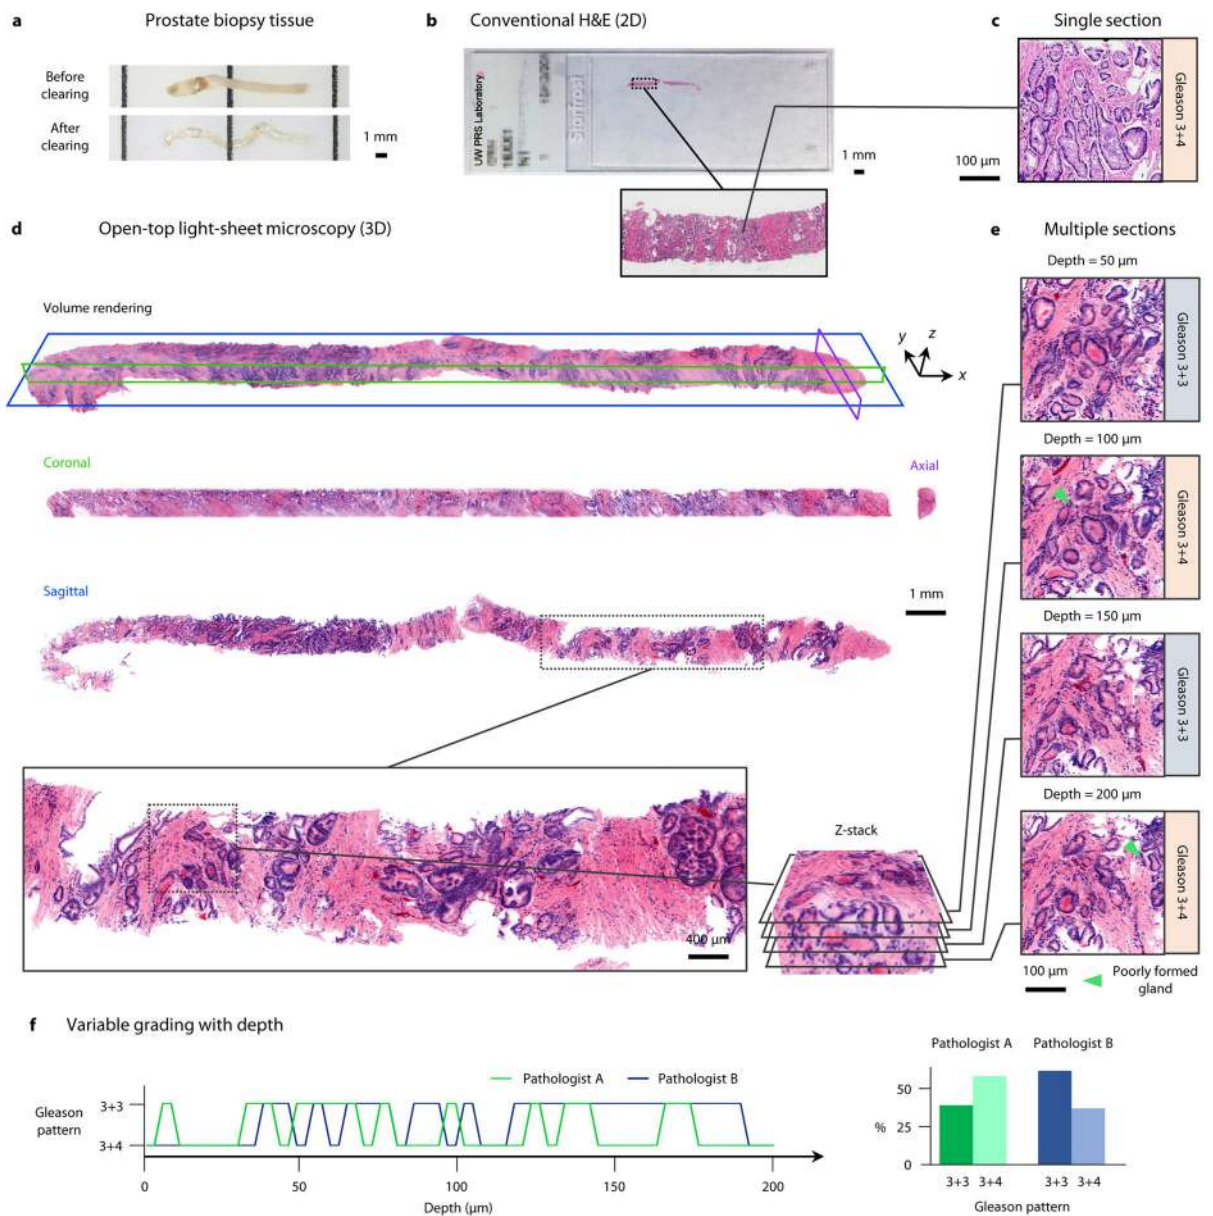 a Prostate biopsy tissue
Before
clearing
After
clearing
1 mm
b Conventional H&E (2D)
UW PRS Laboratory
Starfrost
1 mm
c Single section
Gleason 3+4
100 µm
d Open-top light-sheet microscopy (3D)
Volume rendering
y
z
x
Coronal
Axial
Sagittal
1 mm
400 µm
Z-stack
e Multiple sections
Depth = 50 µm
Gleason 3+3
Depth = 100 µm
Gleason 3+4
Depth = 150 µm
Gleason 3+3
Depth = 200 µm
Gleason 3+4
100 µm
Poorly formed
gland
f Variable grading with depth
Pathologist A
Pathologist B
Gleason
pattern
3+3
3+4
0
50
100
150
200
Depth (µm)
Pathologist A
Pathologist B
50
25
0
%
3+3 3+4
3+3 3+4
Gleason pattern